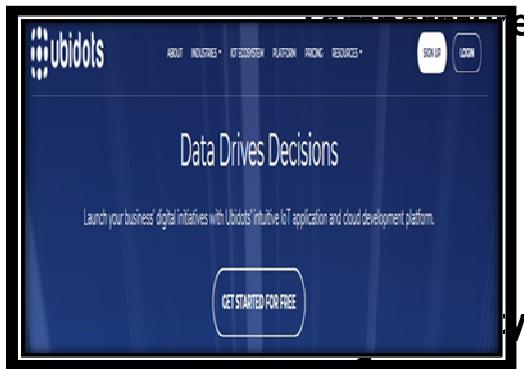 ubidots
ABOUT INDUSTRIES IOT ECOSYSTEM PLATFORM PRICING RESOURCES SIGN UP LOGIN
Data Drives Decisions
Launch your business' digital initiatives with Ubidots' intuitive IoT application and cloud development platform.
GET STARTED FOR FREE